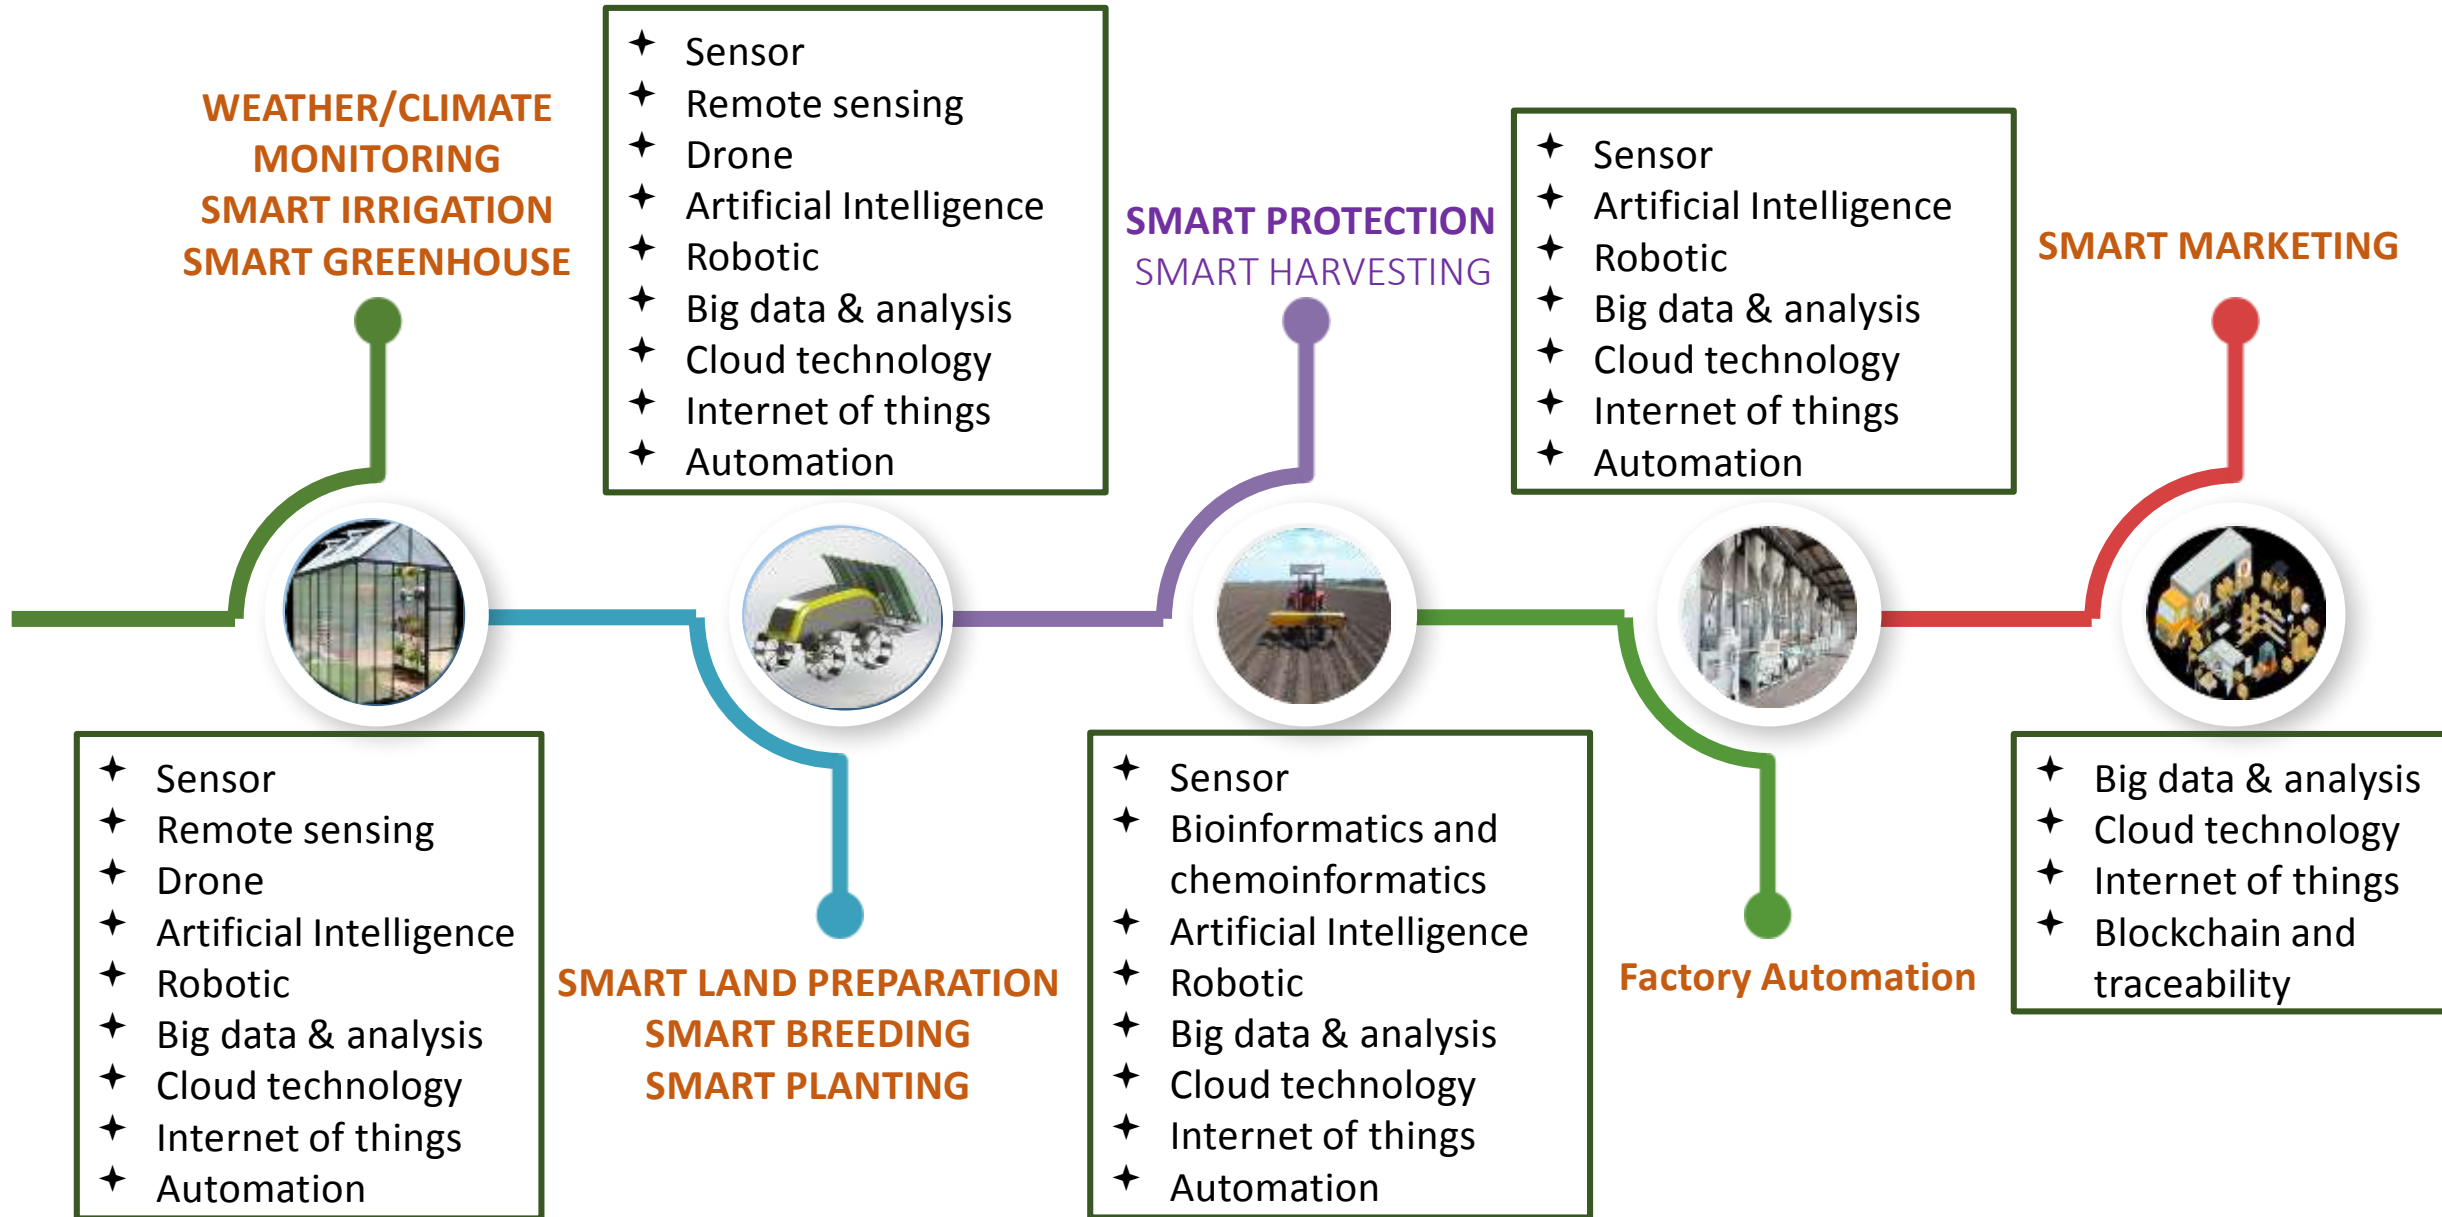 WEATHER/CLIMATE
MONITORING
SMART IRRIGATION
SMART GREENHOUSE
Sensor
Remote sensing
Drone
Artificial Intelligence
Robotic
Big data & analysis
Cloud technology
Internet of things
Automation
Sensor
Remote sensing
Drone
Artificial Intelligence
Robotic
Big data & analysis
Cloud technology
Internet of things
Automation
SMART LAND PREPARATION
SMART BREEDING
SMART PLANTING
SMART PROTECTION
SMART HARVESTING
Sensor
Bioinformatics and
chemoinformatics
Artificial Intelligence
Robotic
Big data & analysis
Cloud technology
Internet of things
Automation
Sensor
Artificial Intelligence
Robotic
Big data & analysis
Cloud technology
Internet of things
Automation
Factory Automation
SMART MARKETING
Big data & analysis
Cloud technology
Internet of things
Blockchain and
traceability